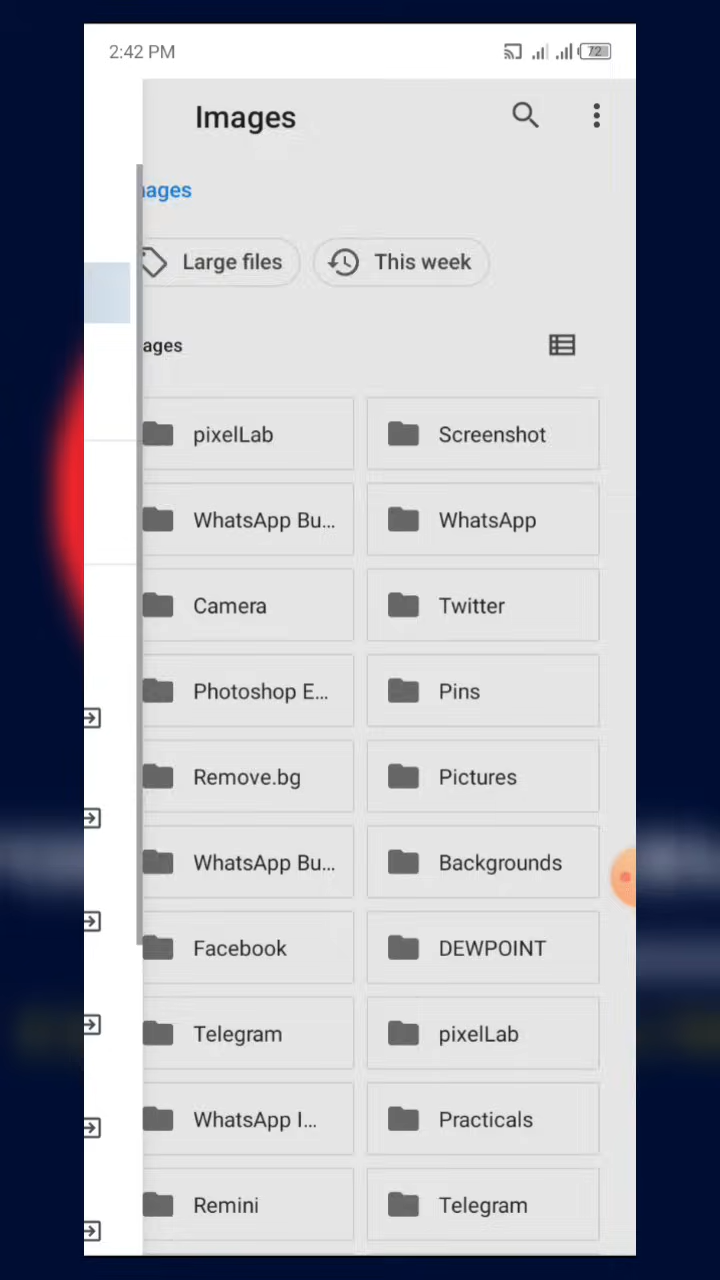 2:42 PM
72
Images
ages
Large files
This week
ages
pixelLab
Screenshot
WhatsApp Bu...
WhatsApp
Camera
Twitter
Photoshop E...
Pins
Remove.bg
Pictures
WhatsApp Bu...
Backgrounds
Facebook
DEWPOINT
Telegram
pixelLab
WhatsApp I...
Practicals
Remini
Telegram